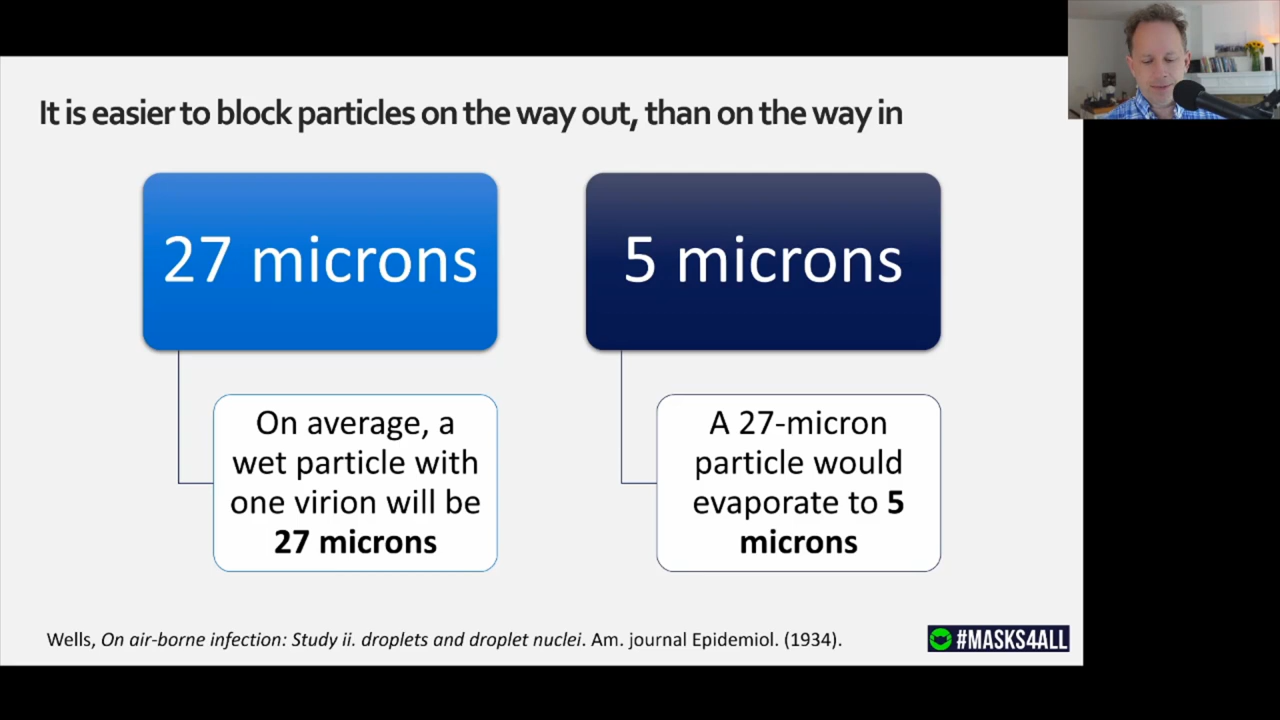 It is easier to block particles on the way out, than on the way in
27 microns
5 microns
On average, a
wet particle with
one virion will be
27 microns
A 27-micron
particle would
evaporate to 5
microns
Wells, On air-borne infection: Study ii. droplets and droplet nuclei. Am. journal Epidemiol. (1934).
#MASKS4ALL